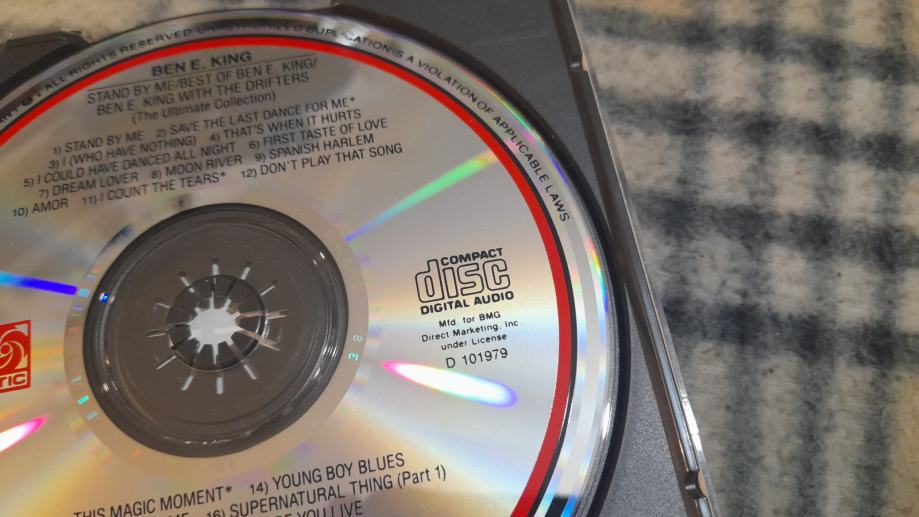 ALL RIGHTS RESERVED UNAUTHORIZED DUPLICATION IS A VIOLATION OF APPLICABLE LAWS
BEN E. KING
STAND BY ME/BEST OF BEN E. KING/
BEN E. KING WITH THE DRIFTERS
(The Ultimate Collection)
1) STAND BY ME 2) SAVE THE LAST DANCE FOR ME*
3) I (WHO HAVE NOTHING) 4) THAT'S WHEN IT HURTS
5) I COULD HAVE DANCED ALL NIGHT 6) FIRST TASTE OF LOVE
7) DREAM LOVER 8) MOON RIVER 9) SPANISH HARLEM
10) AMOR 11) I COUNT THE TEARS* 12) DON'T PLAY THAT SONG
COMPACT
disc
DIGITAL AUDIO
Mfd. for BMG
Direct Marketing, Inc.
under License
D 101979
TIC
THIS MAGIC MOMENT* 14) YOUNG BOY BLUES
16) SUPERNATURAL THING (Part 1)
YOU LIVE